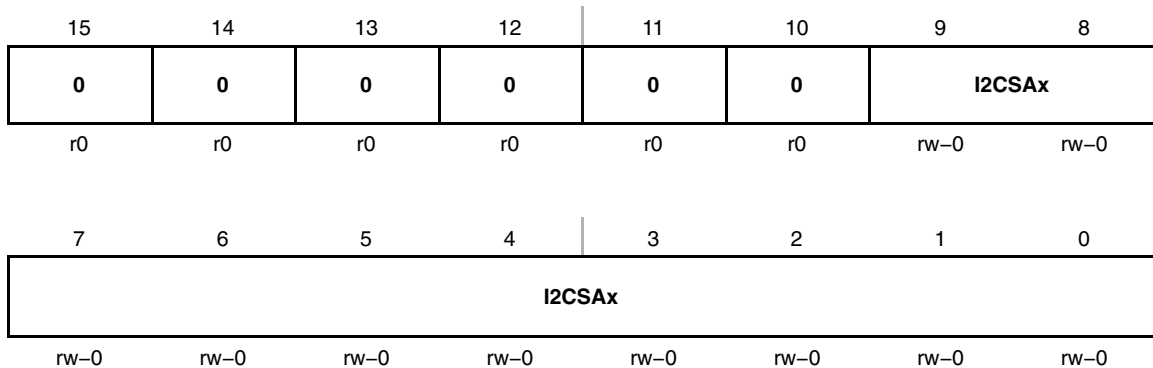 15 14 13 12 11 10 9 8
0 0 0 0 0 0 I2CSAx
r0 r0 r0 r0 r0 r0 rw−0 rw−0
7 6 5 4 3 2 1 0
I2CSAx
rw−0 rw−0 rw−0 rw−0 rw−0 rw−0 rw−0 rw−0